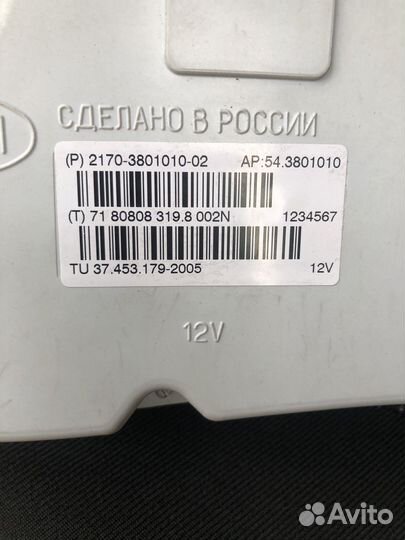 СДЕЛАНО В РОССИИ
(P) 2170-3801010-02 AP:54.3801010
(T) 71 80808 319.8 002N 1234567
TU 37.453.179-2005 12V
12V
Avito